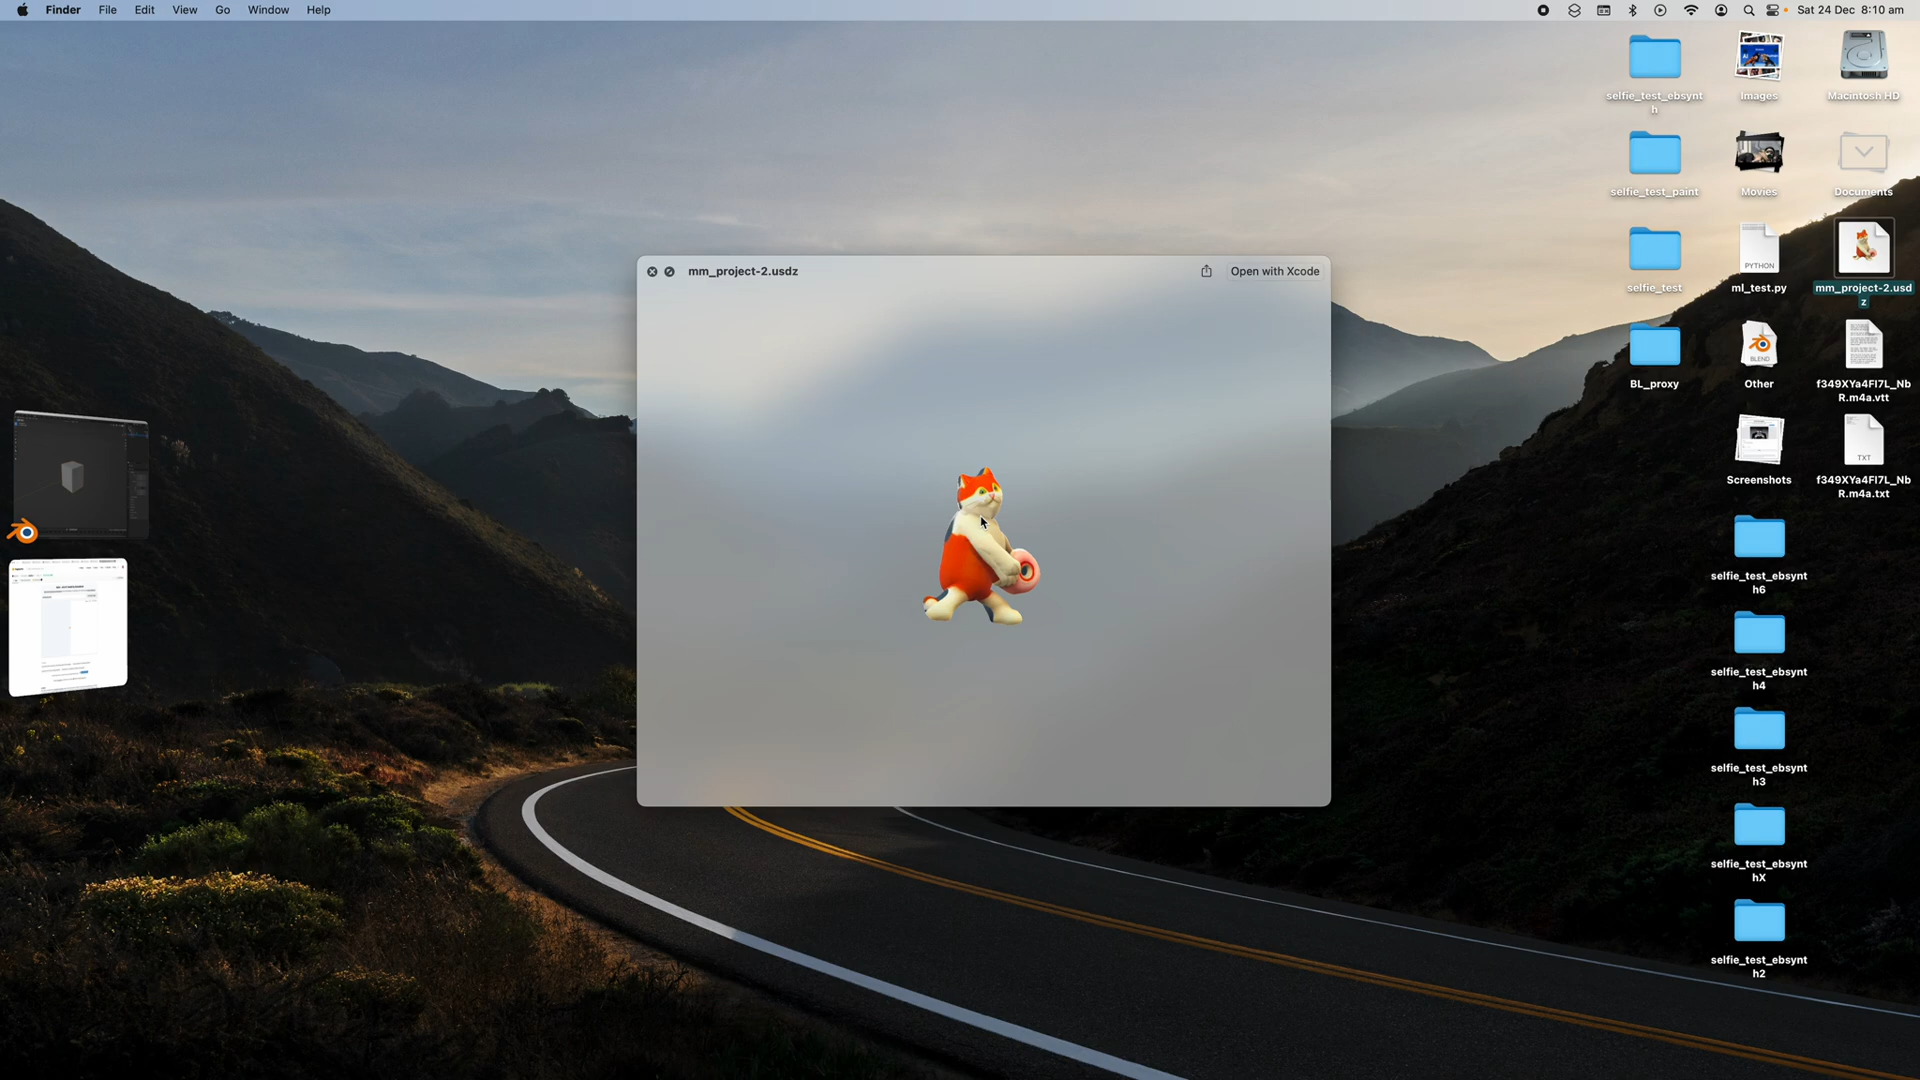 Finder File Edit View Go Window Help
Sat 24 Dec 8:10 am
selfie_test_ebsynt
h
Images
Macintosh HD
selfie_test_paint
Movies
Documents
selfie_test
PYTHON
ml_test.py
mm_project-2.usd
z
BL_proxy
BLEND
Other
f349XYa4FI7L_Nb
R.m4a.vtt
Screenshots
TXT
f349XYa4FI7L_Nb
R.m4a.txt
selfie_test_ebsynt
h6
selfie_test_ebsynt
h4
selfie_test_ebsynt
h3
selfie_test_ebsynt
hX
selfie_test_ebsynt
h2
mm_project-2.usdz
Open with Xcode